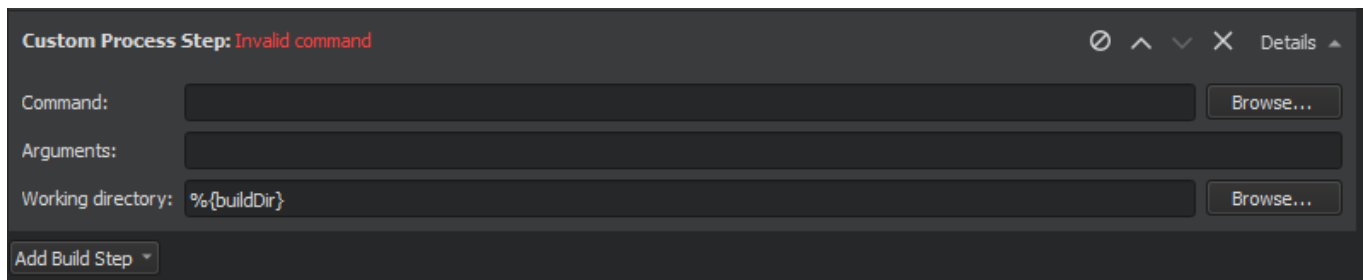 Custom Process Step: Invalid command Details
Command: Browse...
Arguments:
Working directory: %{buildDir} Browse...
Add Build Step